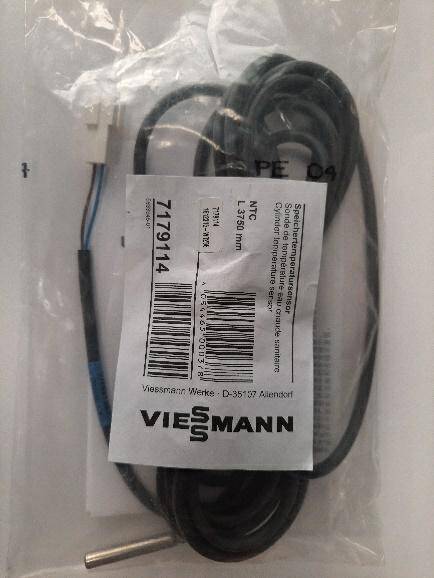 PE 04
Speichertemperatursensor
Sonde de température eau chaude sanitaire
Cylinder temperature sensor
NTC
L 3750 mm
7179114
7179114
Viessmann Werke · D-35107 Allendorf
VIESSMANN